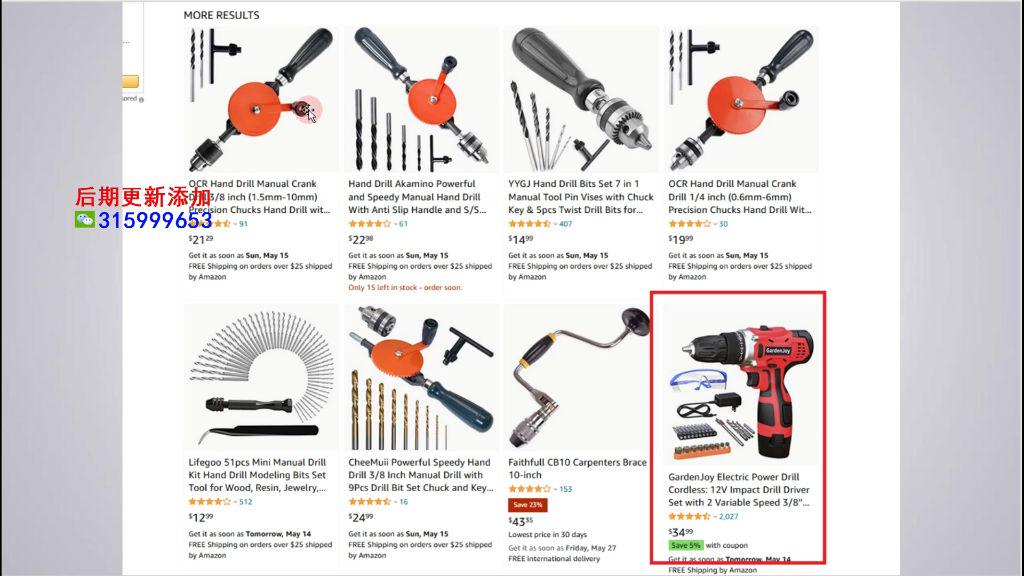 MORE RESULTS
OCR Hand Drill Manual Crank
Drill 3/8 inch (1.5mm-10mm)
Precision Chucks Hand Drill wit...
91
$21 29
Get it as soon as Sun, May 15
FREE Shipping on orders over $25 shipped
by Amazon
Hand Drill Akamino Powerful
and Speedy Manual Hand Drill
With Anti Slip Handle and S/S...
61
$22 98
Get it as soon as Sun, May 15
FREE Shipping on orders over $25 shipped
by Amazon
Only 15 left in stock - order soon.
YYGJ Hand Drill Bits Set 7 in 1
Manual Tool Pin Vises with Chuck
Key & 5pcs Twist Drill Bits for...
407
$14 99
Get it as soon as Sun, May 15
FREE Shipping on orders over $25 shipped
by Amazon
OCR Hand Drill Manual Crank
Drill 1/4 inch (0.6mm-6mm)
Precision Chucks Hand Drill Wit...
30
$19 99
Get it as soon as Sun, May 15
FREE Shipping on orders over $25 shipped
by Amazon
后期更新添加
315999653
Lifegoo 51pcs Mini Manual Drill
Kit Hand Drill Modeling Bits Set
Tool for Wood, Resin, Jewelry,...
512
$12 99
Get it as soon as Tomorrow, May 14
FREE Shipping on orders over $25 shipped
by Amazon
CheeMuii Powerful Speedy Hand
Drill 3/8 Inch Manual Drill with
9Pcs Drill Bit Set Chuck and Key...
16
$24 99
Get it as soon as Sun, May 15
FREE Shipping on orders over $25 shipped
by Amazon
Faithfull CB10 Carpenters Brace
10-inch
153
Save 23%
$43 35
Lowest price in 30 days
Get it as soon as Friday, May 27
FREE international delivery
GardenJoy
GardenJoy Electric Power Drill
Cordless: 12V Impact Drill Driver
Set with 2 Variable Speed 3/8"...
2,027
$34 99
Save 5% with coupon
Get it as soon as Tomorrow, May 14
FREE Shipping by Amazon